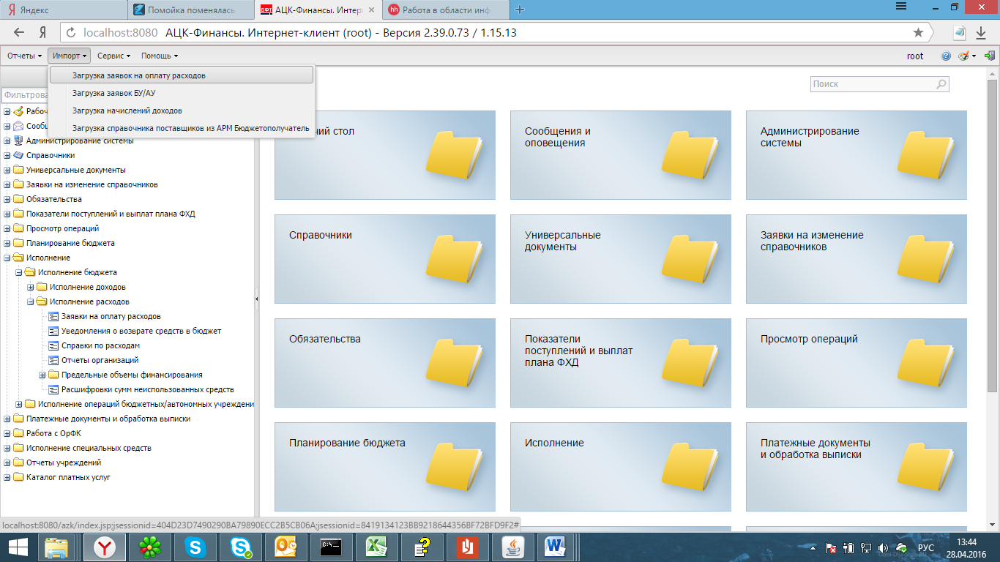 Яндекс
Помойка поменялась
АЦК-Финансы. Интер
Работа в области инф
localhost:8080 АЦК-Финансы. Интернет-клиент (root) - Версия 2.39.0.73 / 1.15.13
Отчеты Импорт Сервис Помощь root
Загрузка заявок на оплату расходов
Загрузка заявок БУ/АУ
Загрузка начислений доходов
Загрузка справочника поставщиков из АРМ Бюджетополучатель
Фильтрова
Рабоч
Сообщ
Администрирование системы
Справочники
Универсальные документы
Заявки на изменение справочников
Обязательства
Показатели поступлений и выплат плана ФХД
Просмотр операций
Планирование бюджета
Исполнение
Исполнение бюджета
Исполнение доходов
Исполнение расходов
Заявки на оплату расходов
Уведомления о возврате средств в бюджет
Справки по расходам
Отчеты организаций
Предельные объемы финансирования
Расшифровки сумм неиспользованных средств
Исполнение операций бюджетных/автономных учреждени
Платежные документы и обработка выписки
Работа с ОрФК
Исполнение специальных средств
Отчеты учреждений
Каталог платных услуг
Поиск
ний стол
Сообщения и
оповещения
Администрирование
системы
Справочники
Универсальные
документы
Заявки на изменение
справочников
Обязательства
Показатели
поступлений и выплат
плана ФХД
Просмотр операций
Планирование бюджета
Исполнение
Платежные документы
и обработка выписки
localhost:8080/azk/index.jsp;jsessionid=404D23D7490290BA79890ECC2B5CB06A;jsessionid=8419134123BB9218644356BF72BFD9F2#
РУС
13:44
28.04.2016